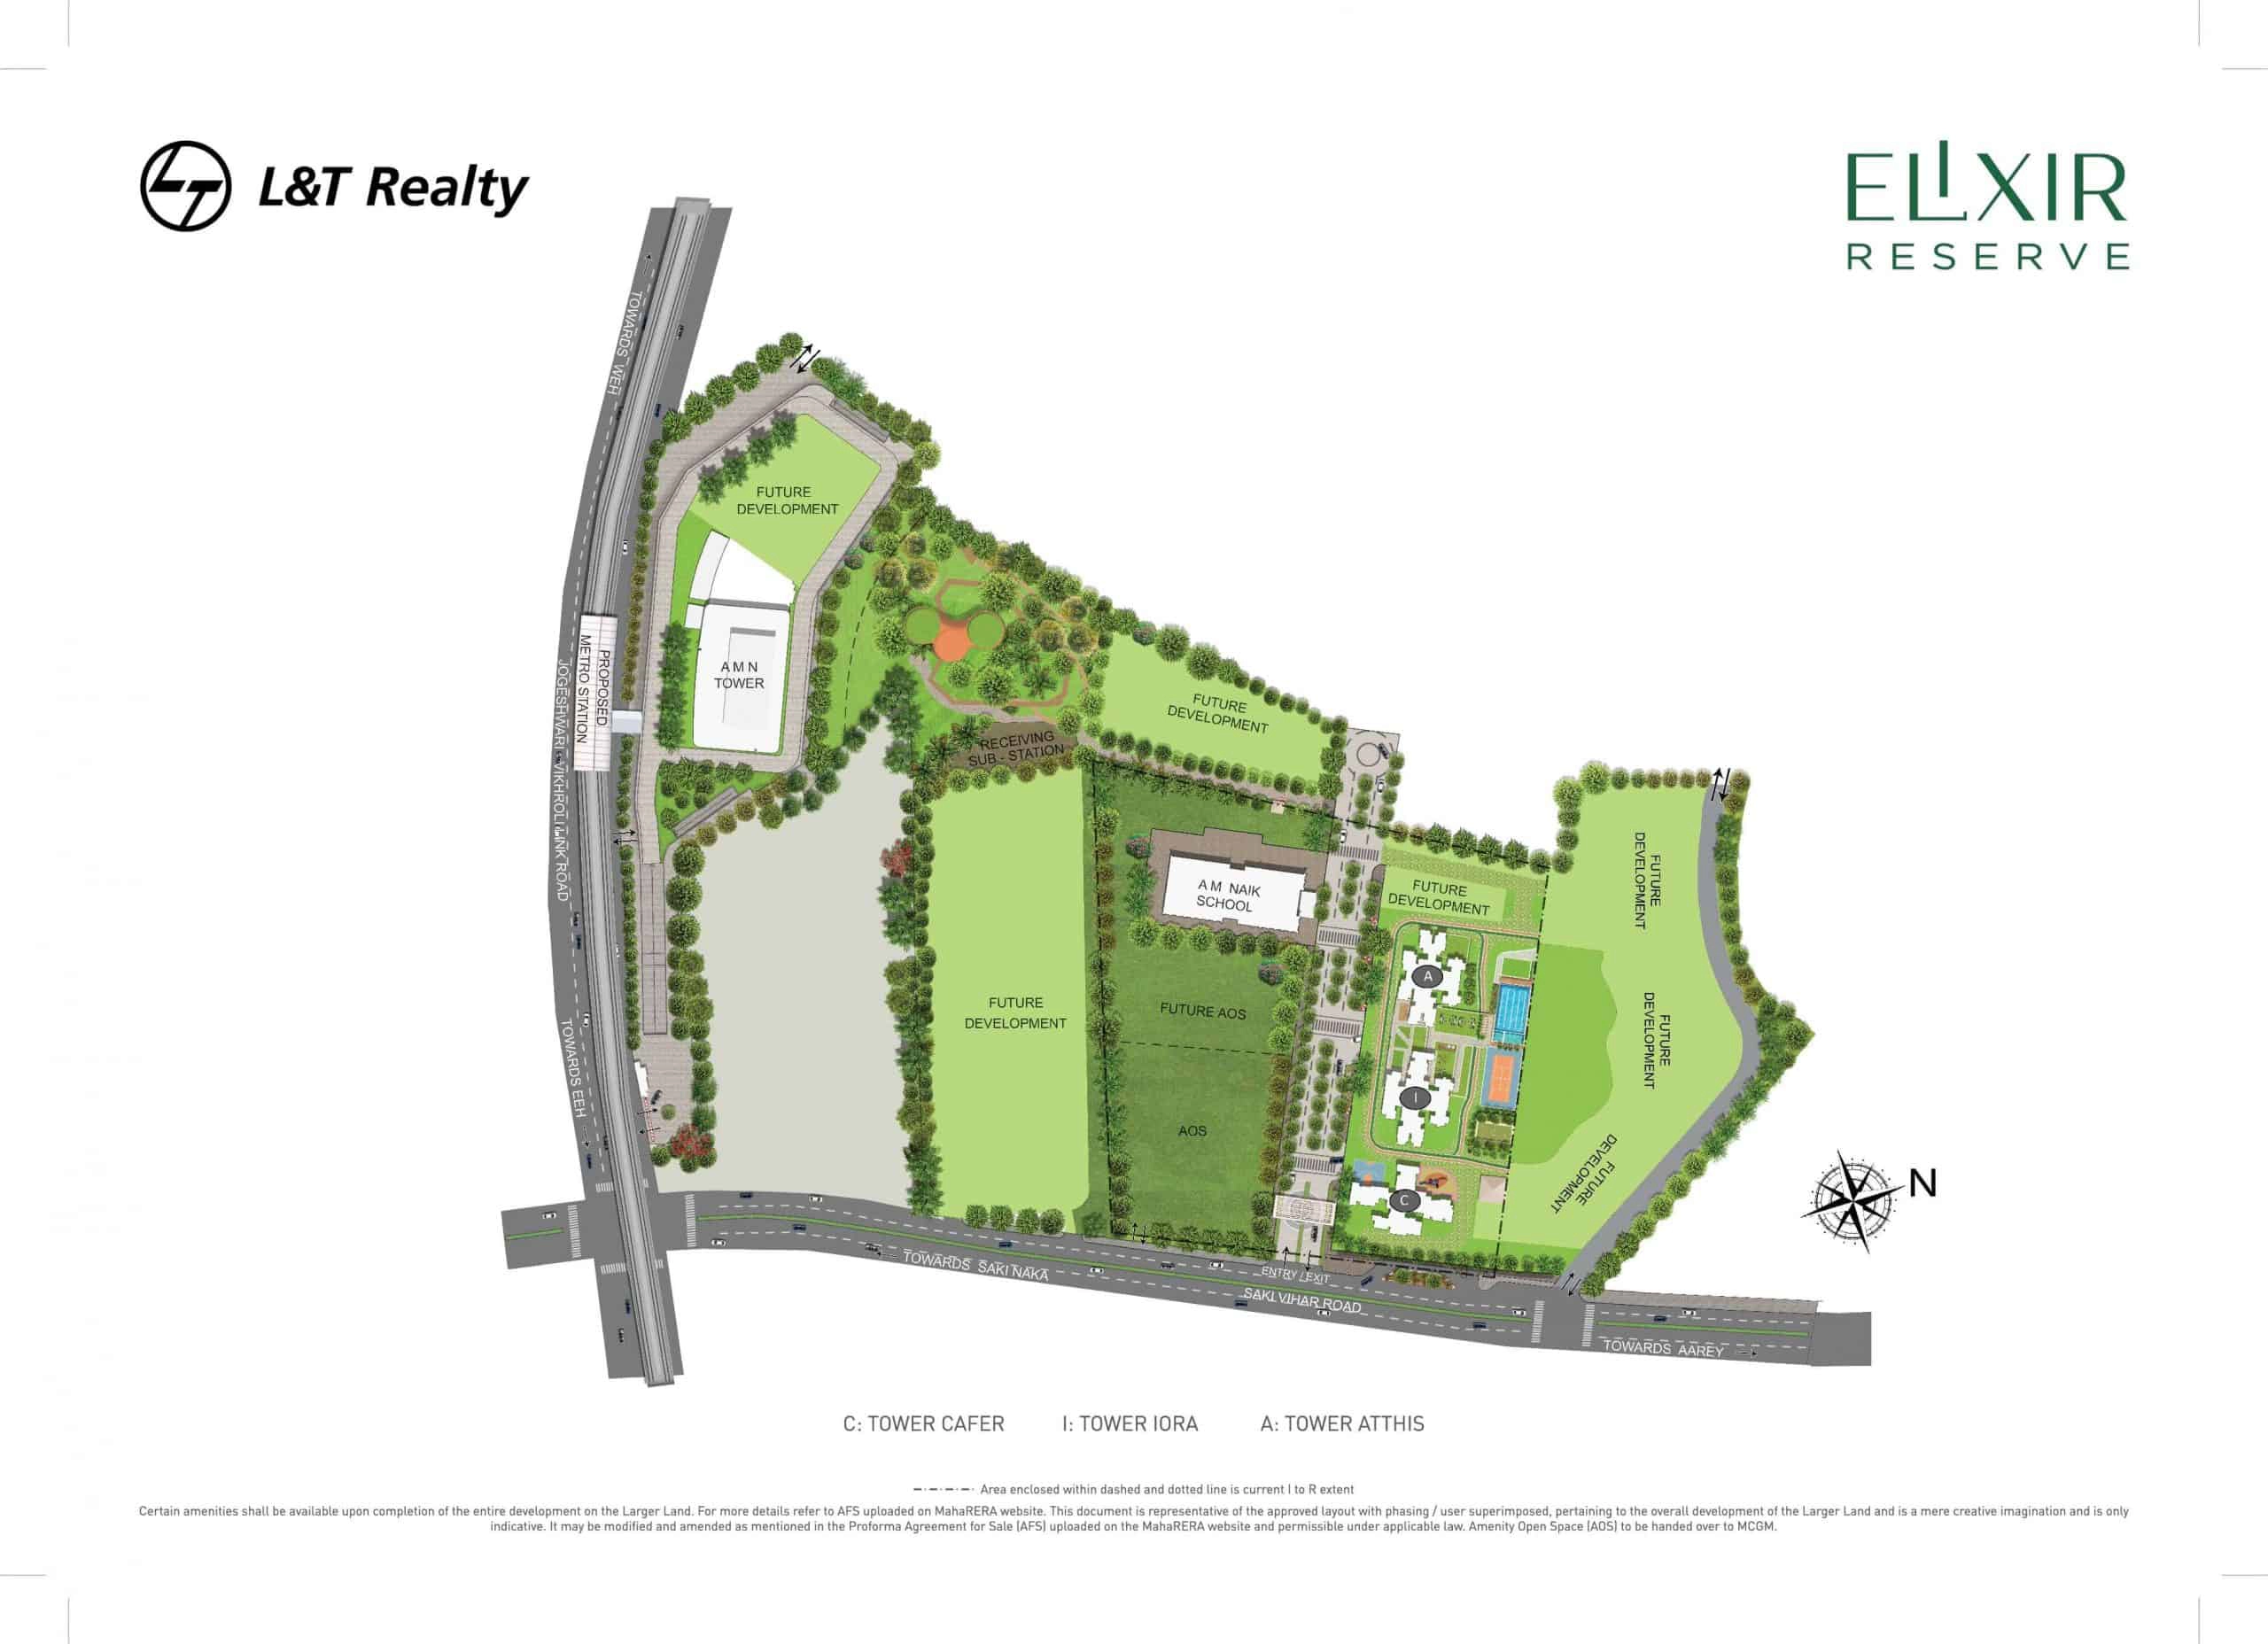 L&T Realty
ELIXIR
RESERVE
TOWARDS WEH
FUTURE
DEVELOPMENT
A M N
TOWER
PROPOSED
METRO STATION
JOGESHWARI - VIKHROLI LINK ROAD
TOWARDS EEH
RECEIVING
SUB - STATION
FUTURE
DEVELOPMENT
A M NAIK
SCHOOL
FUTURE
DEVELOPMENT
FUTURE
DEVELOPMENT
FUTURE
DEVELOPMENT
FUTURE
DEVELOPMENT
FUTURE
DEVELOPMENT
FUTURE AOS
AOS
A
I
C
N
ENTRY / EXIT
TOWARDS SAKI NAKA
SAKI VIHAR ROAD
TOWARDS AAREY
C: TOWER CAFER I: TOWER IORA A: TOWER ATTHIS
Area enclosed within dashed and dotted line is current I to R extent
Certain amenities shall be available upon completion of the entire development on the Larger Land. For more details refer to AFS uploaded on MahaRERA website. This document is representative of the approved layout with phasing / user superimposed, pertaining to the overall development of the Larger Land and is a mere creative imagination and is only
indicative. It may be modified and amended as mentioned in the Proforma Agreement for Sale (AFS) uploaded on the MahaRERA website and permissible under applicable law. Amenity Open Space (AOS) to be handed over to MCGM.